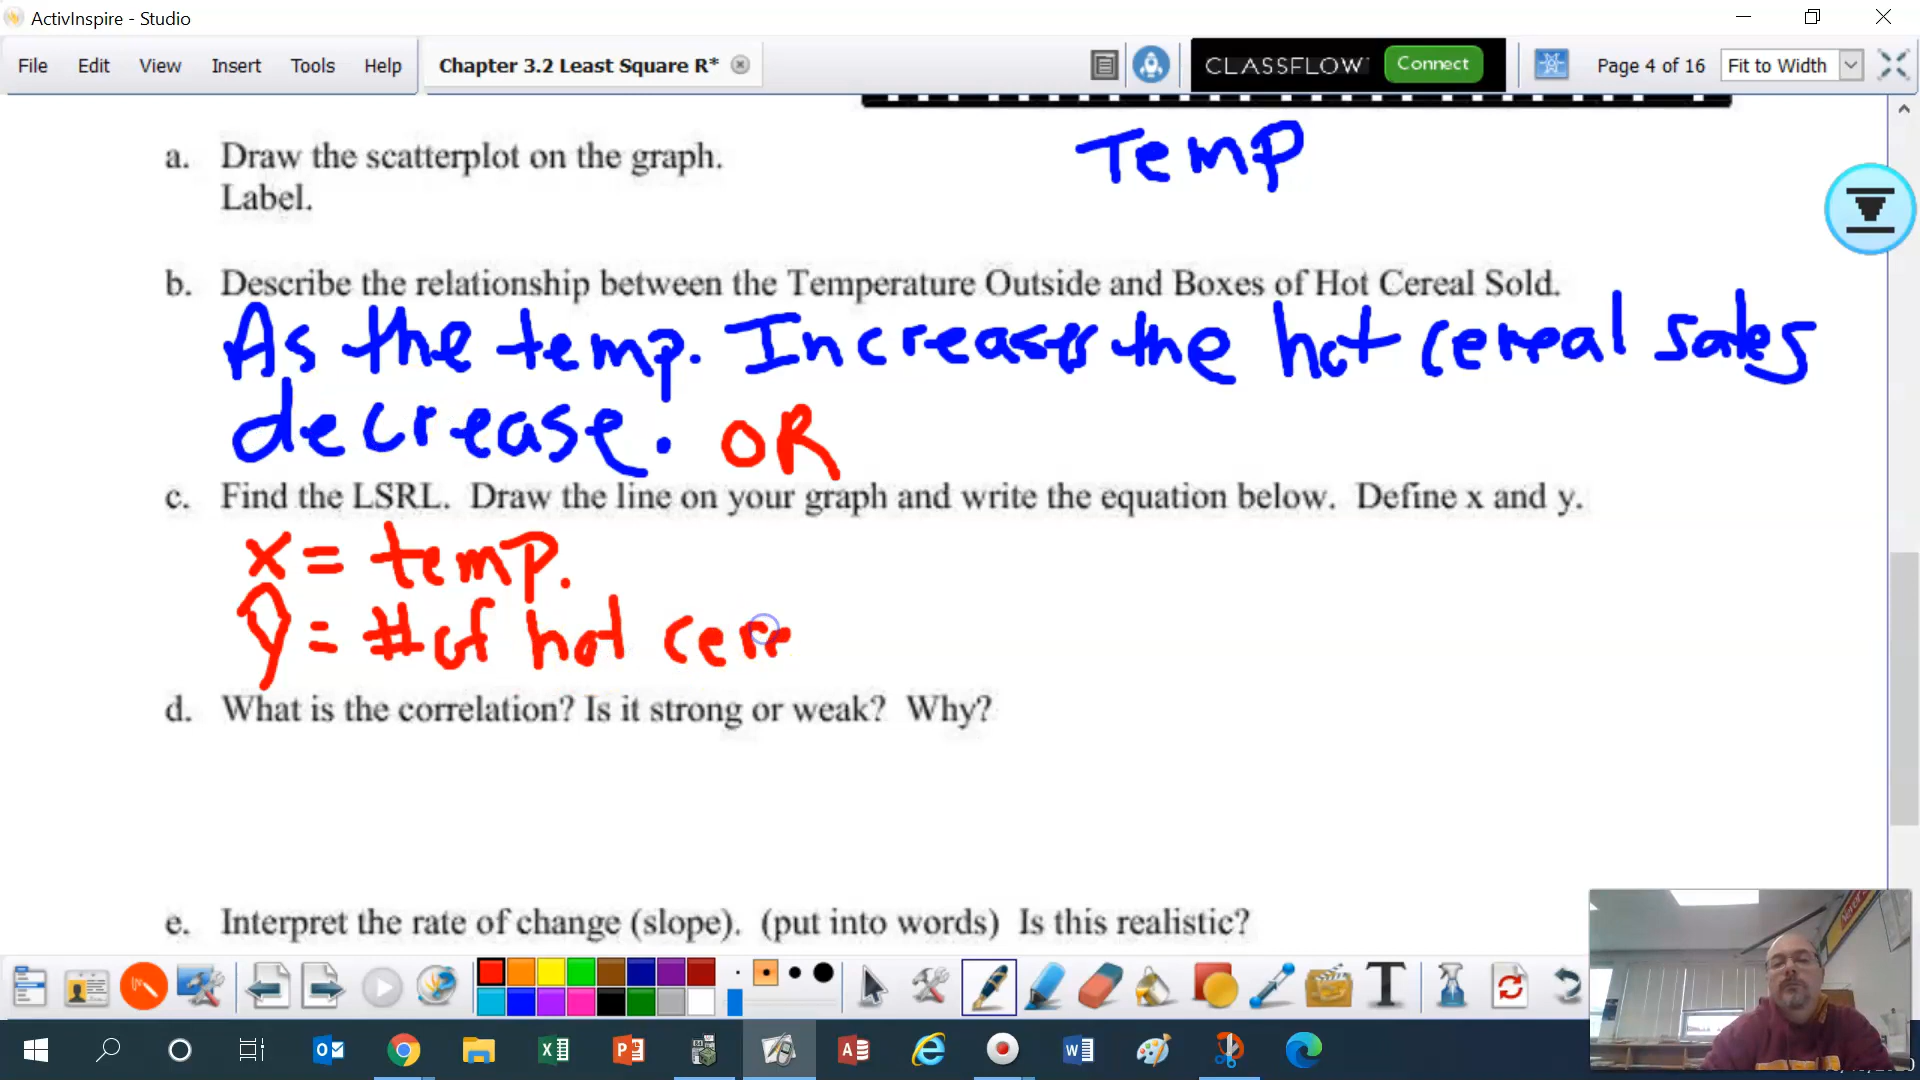 ActivInspire - Studio
File Edit View Insert Tools Help Chapter 3.2 Least Square R* CLASSFLOW Connect Page 4 of 16 Fit to Width
Temp
a. Draw the scatterplot on the graph.
Label.
b. Describe the relationship between the Temperature Outside and Boxes of Hot Cereal Sold.
As the temp. Increases the hot cereal sales
decrease. OR
c. Find the LSRL. Draw the line on your graph and write the equation below. Define x and y.
x = temp.
ŷ = # of hot cere
d. What is the correlation? Is it strong or weak? Why?
e. Interpret the rate of change (slope). (put into words) Is this realistic?